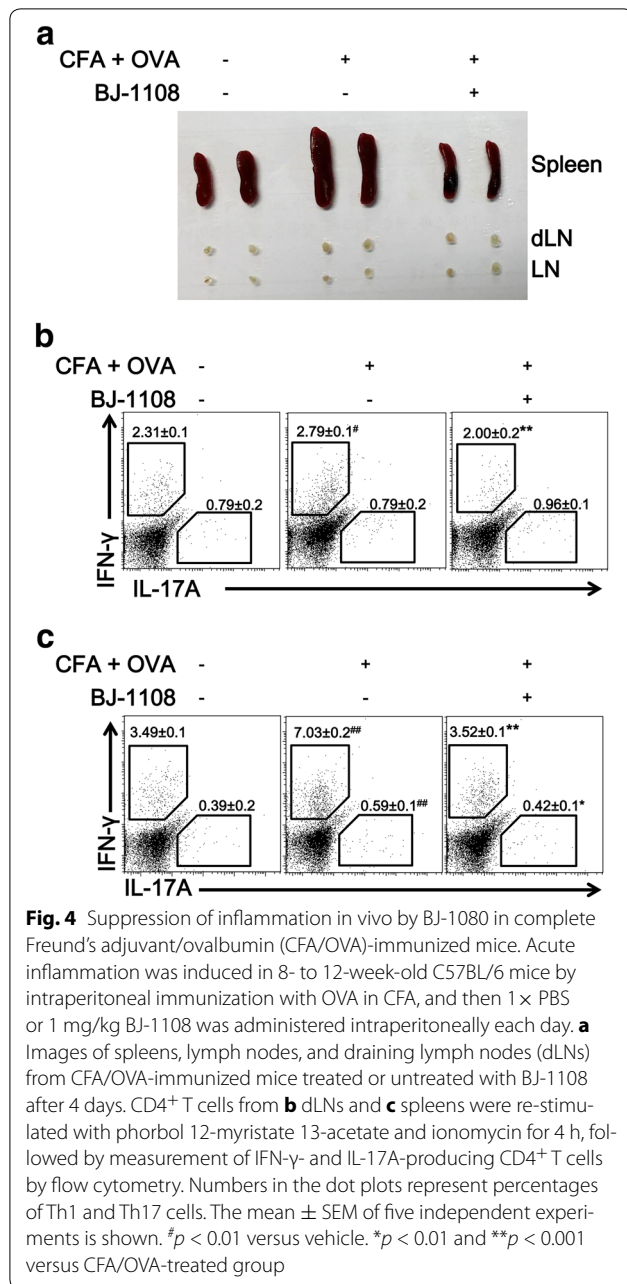 a
CFA + OVA - + +
BJ-1108 - - +
Spleen
dLN
LN
b
CFA + OVA - + +
BJ-1108 - - +
2.31±0.1 2.79±0.1# 2.00±0.2**
0.79±0.2 0.79±0.2 0.96±0.1
IFN-γ
IL-17A
c
CFA + OVA - + +
BJ-1108 - - +
3.49±0.1 7.03±0.2## 3.52±0.1**
0.39±0.2 0.59±0.1## 0.42±0.1*
IFN-γ
IL-17A
Fig. 4 Suppression of inflammation in vivo by BJ-1080 in complete
Freund's adjuvant/ovalbumin (CFA/OVA)-immunized mice. Acute
inflammation was induced in 8- to 12-week-old C57BL/6 mice by
intraperitoneal immunization with OVA in CFA, and then 1× PBS
or 1 mg/kg BJ-1108 was administered intraperitoneally each day. a
Images of spleens, lymph nodes, and draining lymph nodes (dLNs)
from CFA/OVA-immunized mice treated or untreated with BJ-1108
after 4 days. CD4+ T cells from b dLNs and c spleens were re-stimu-
lated with phorbol 12-myristate 13-acetate and ionomycin for 4 h, fol-
lowed by measurement of IFN-γ- and IL-17A-producing CD4+ T cells
by flow cytometry. Numbers in the dot plots represent percentages
of Th1 and Th17 cells. The mean ± SEM of five independent experi-
ments is shown. #p < 0.01 versus vehicle. *p < 0.01 and **p < 0.001
versus CFA/OVA-treated group